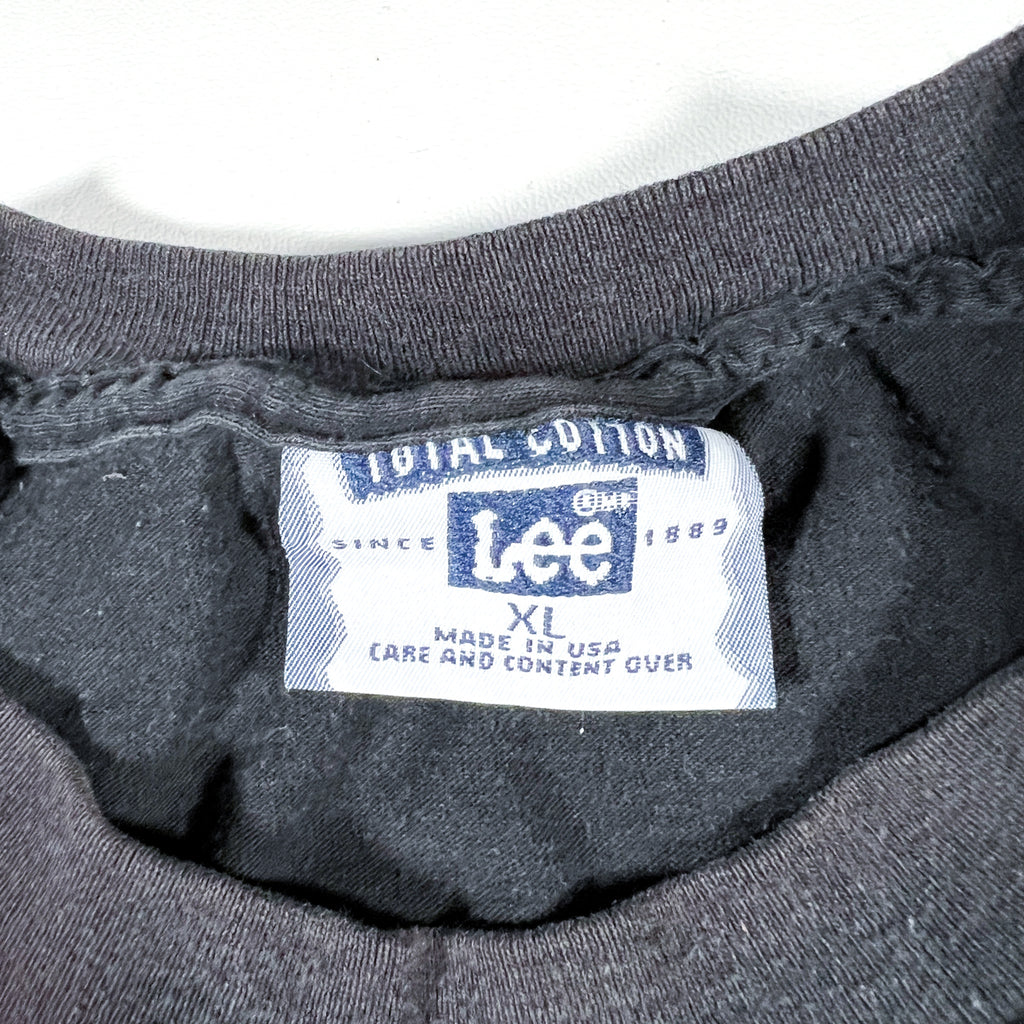 TOTAL COTTON
Lee
SINCE 1889
XL
MADE IN USA
CARE AND CONTENT OVER